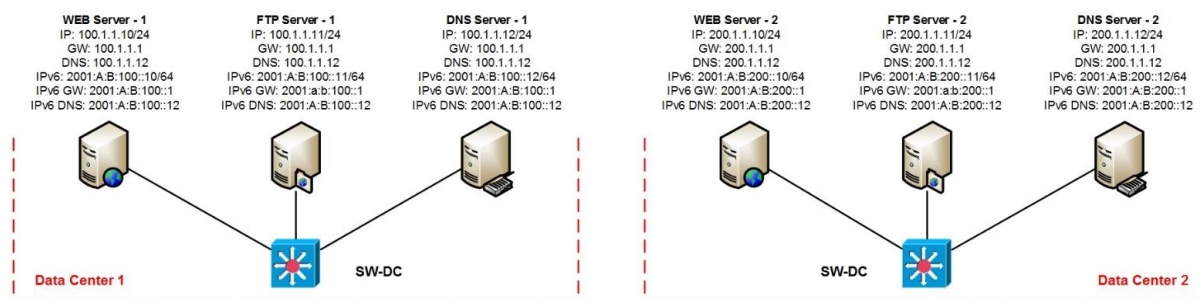 WEB Server - 1
IP: 100.1.1.10/24
GW: 100.1.1.1
DNS: 100.1.1.12
IPv6: 2001:A:B:100::10/64
IPv6 GW: 2001:A:B:100::1
IPv6 DNS: 2001:A:B:100::12
FTP Server - 1
IP: 100.1.1.11/24
GW: 100.1.1.1
DNS: 100.1.1.12
IPv6: 2001:A:B:100::11/64
IPv6 GW: 2001:a:b:100::1
IPv6 DNS: 2001:A:B:100::12
DNS Server - 1
IP: 100.1.1.12/24
GW: 100.1.1.1
DNS: 100.1.1.12
IPv6: 2001:A:B:100::12/64
IPv6 GW: 2001:A:B:100::1
IPv6 DNS: 2001:A:B:100::12
SW-DC
Data Center 1
WEB Server - 2
IP: 200.1.1.10/24
GW: 200.1.1.1
DNS: 200.1.1.12
IPv6: 2001:A:B:200::10/64
IPv6 GW: 2001:A:B:200::1
IPv6 DNS: 2001:A:B:200::12
FTP Server - 2
IP: 200.1.1.11/24
GW: 200.1.1.1
DNS: 200.1.1.12
IPv6: 2001:A:B:200::11/64
IPv6 GW: 2001:a:b:200::1
IPv6 DNS: 2001:A:B:200::12
DNS Server - 2
IP: 200.1.1.12/24
GW: 200.1.1.1
DNS: 200.1.1.12
IPv6: 2001:A:B:200::12/64
IPv6 GW: 2001:A:B:200::1
IPv6 DNS: 2001:A:B:200::12
SW-DC
Data Center 2